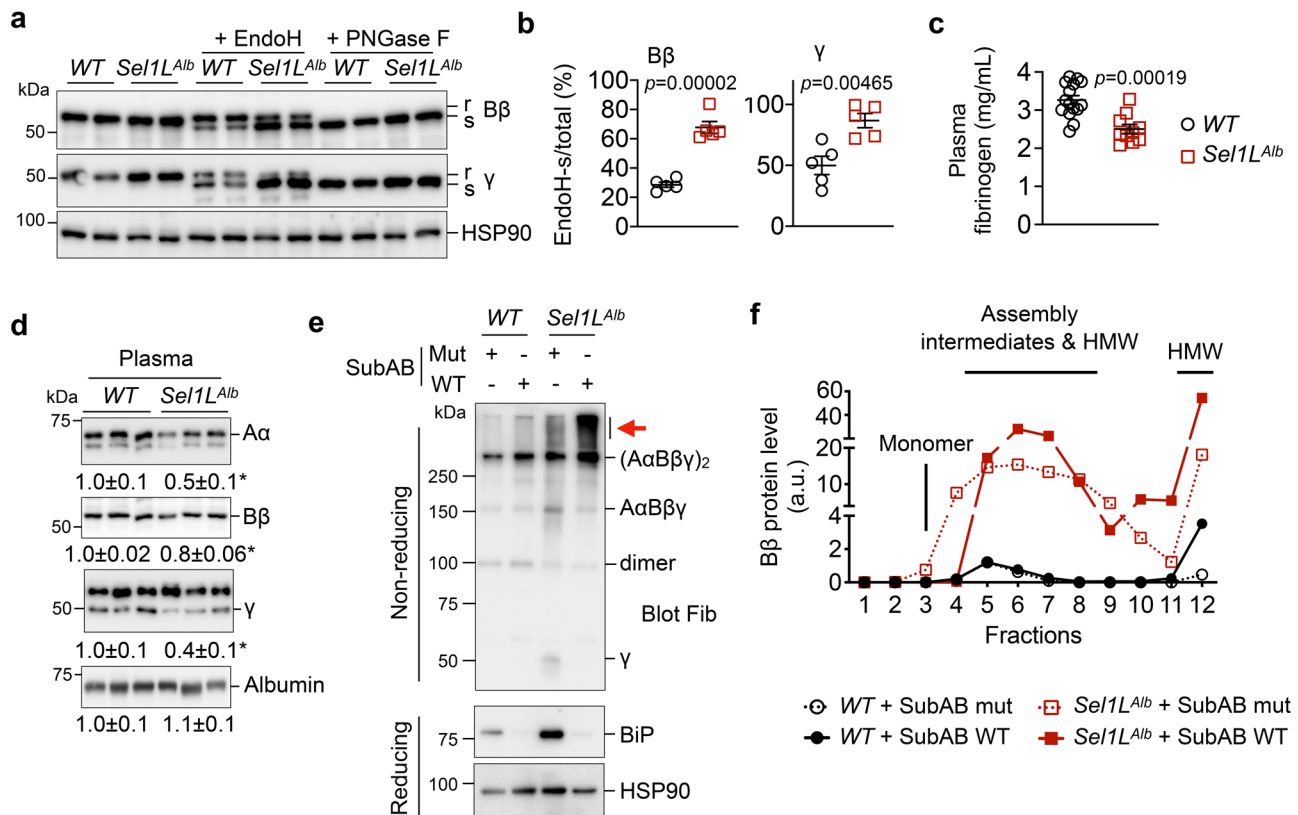 a
+ EndoH + PNGase F
WT Sel1L^Alb WT Sel1L^Alb WT Sel1L^Alb
kDa
50
r
s
Bβ
50
r
s
γ
100
HSP90
b
Bβ
γ
EndoH-s/total (%)
100
80
60
40
20
0
p=0.00002
100
50
0
p=0.00465
c
Plasma
fibrinogen (mg/mL)
4
3
2
1
0
p=0.00019
WT
Sel1L^Alb
d
Plasma
kDa WT Sel1L^Alb
75
Aα
1.0±0.1 0.5±0.1*
50
Bβ
1.0±0.02 0.8±0.06*
50
γ
1.0±0.1 0.4±0.1*
75
Albumin
1.0±0.1 1.1±0.1
e
WT Sel1L^Alb
SubAB
Mut + - + -
WT - + - +
kDa
Non-reducing
250
150
100
75
50
(AαBβγ)₂
AαBβγ
dimer
Blot Fib
γ
Reducing
75
BiP
100
HSP90
f
Assembly
intermediates & HMW
HMW
Monomer
Bβ protein level
(a.u.)
60
40
20
20
10
4
2
0
1 2 3 4 5 6 7 8 9 10 11 12
Fractions
WT + SubAB mut
Sel1L^Alb + SubAB mut
WT + SubAB WT
Sel1L^Alb + SubAB WT